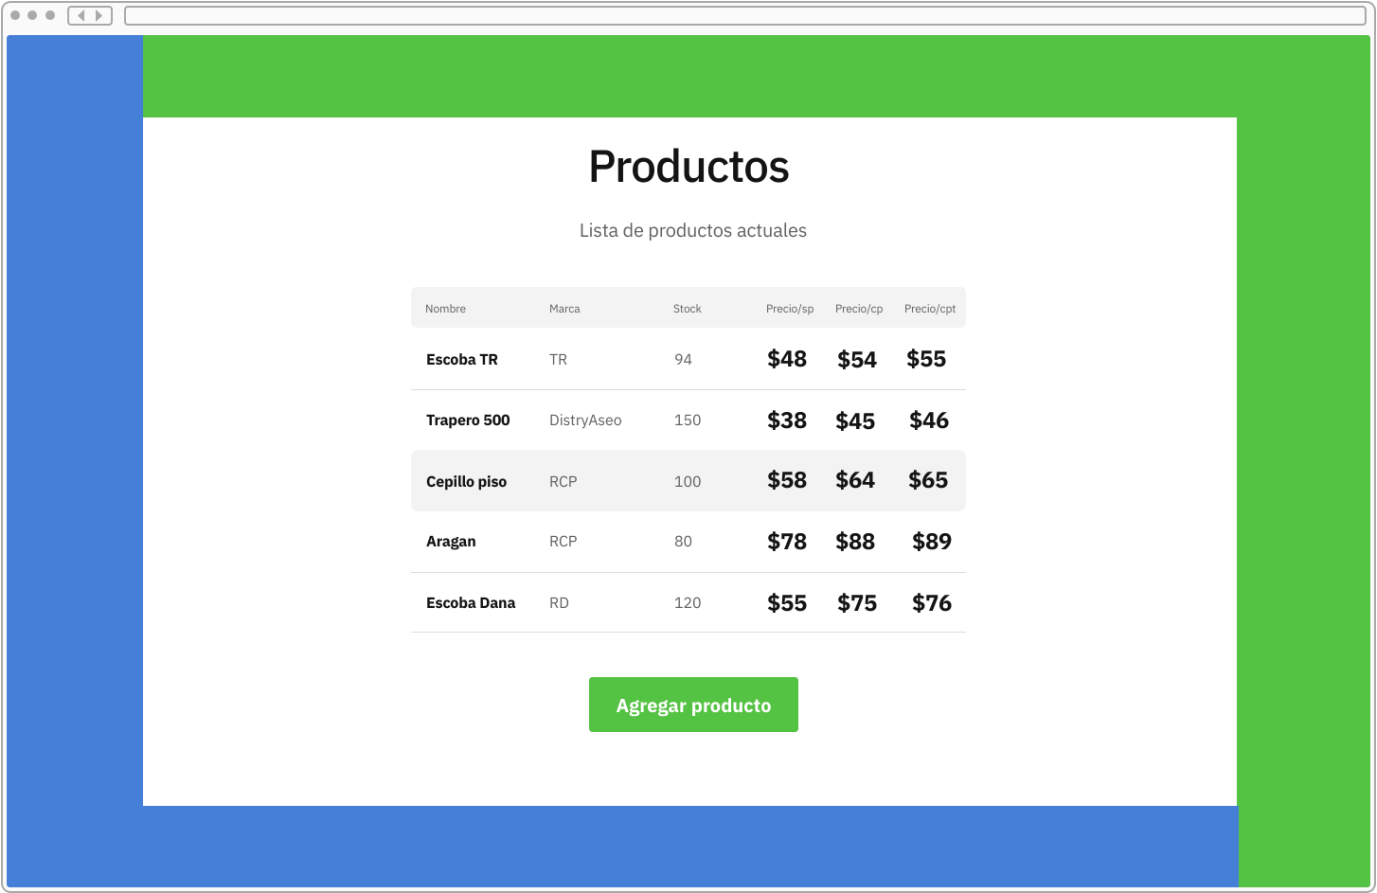 Productos
Lista de productos actuales
Nombre Marca Stock Precio/sp Precio/cp Precio/cpt
Escoba TR TR 94 $48 $54 $55
Trapero 500 DistryAseo 150 $38 $45 $46
Cepillo piso RCP 100 $58 $64 $65
Aragan RCP 80 $78 $88 $89
Escoba Dana RD 120 $55 $75 $76
Agregar producto